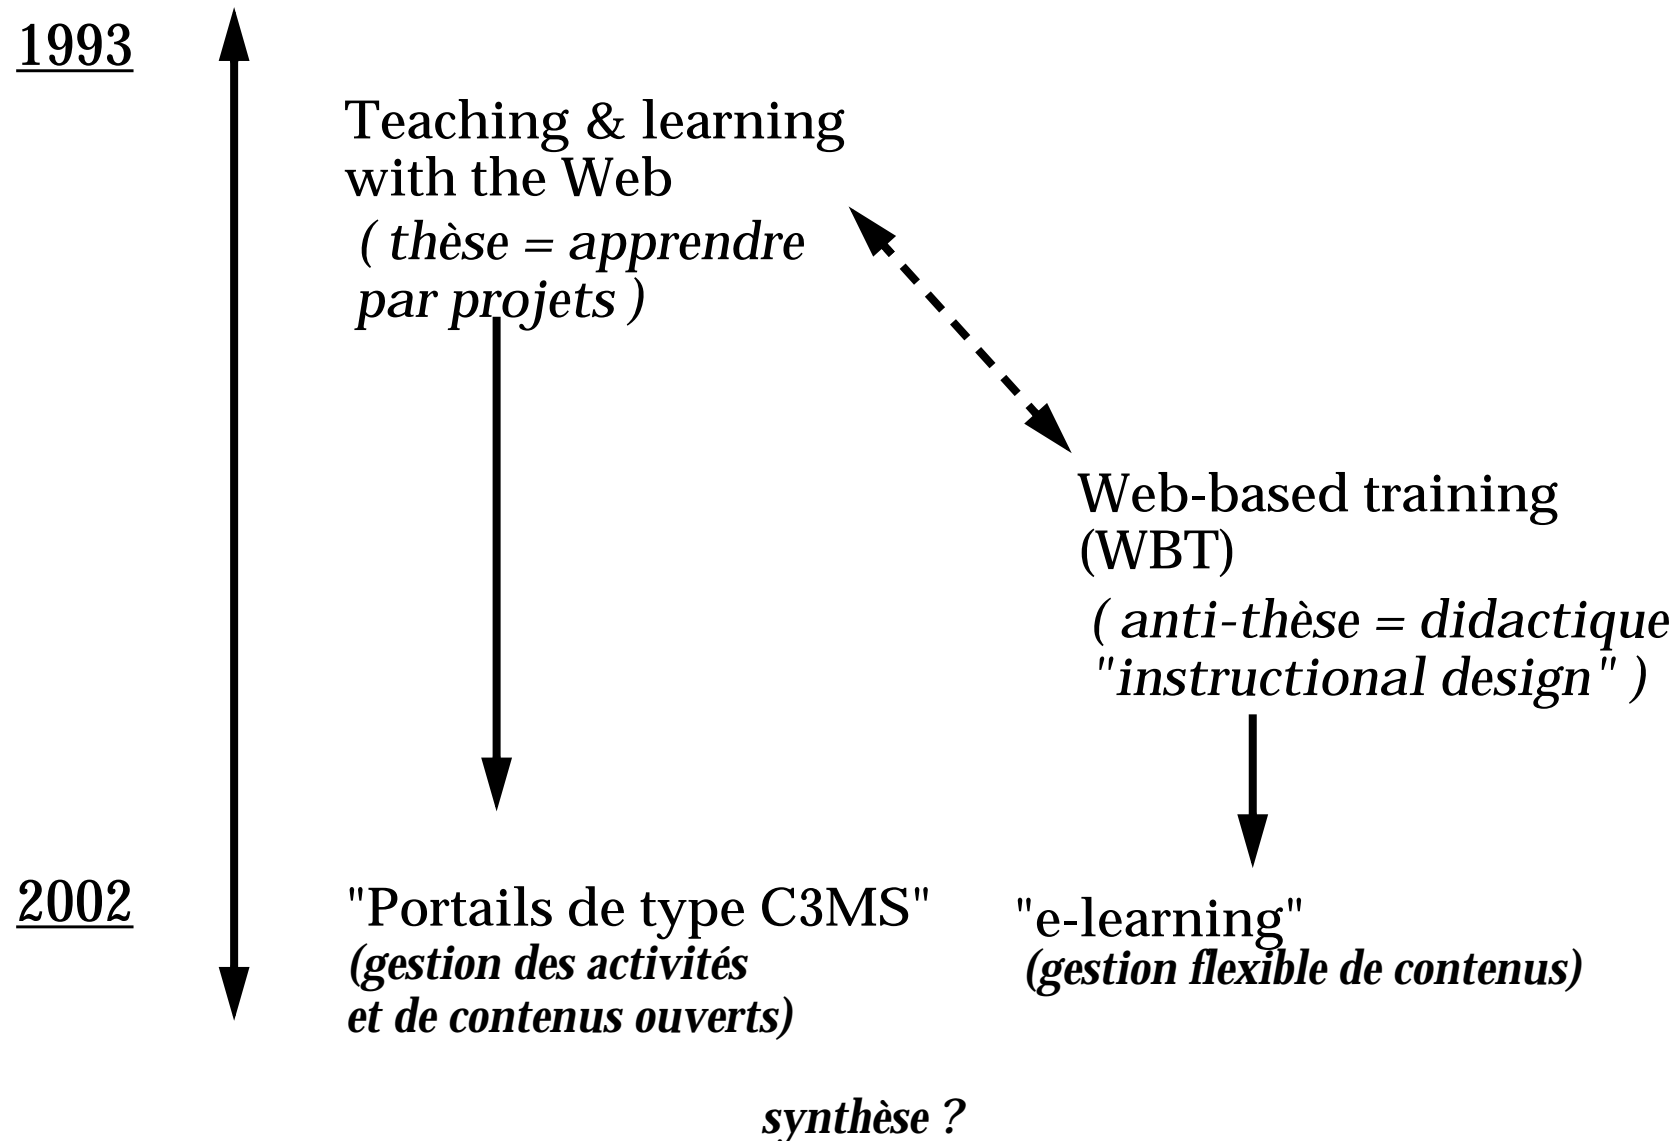 1993
Teaching & learning
with the Web
( thèse = apprendre
par projets )
Web-based training
(WBT)
( anti-thèse = didactique
"instructional design" )
2002
"Portails de type C3MS"
(gestion des activités
et de contenus ouverts)
"e-learning"
(gestion flexible de contenus)
synthèse ?